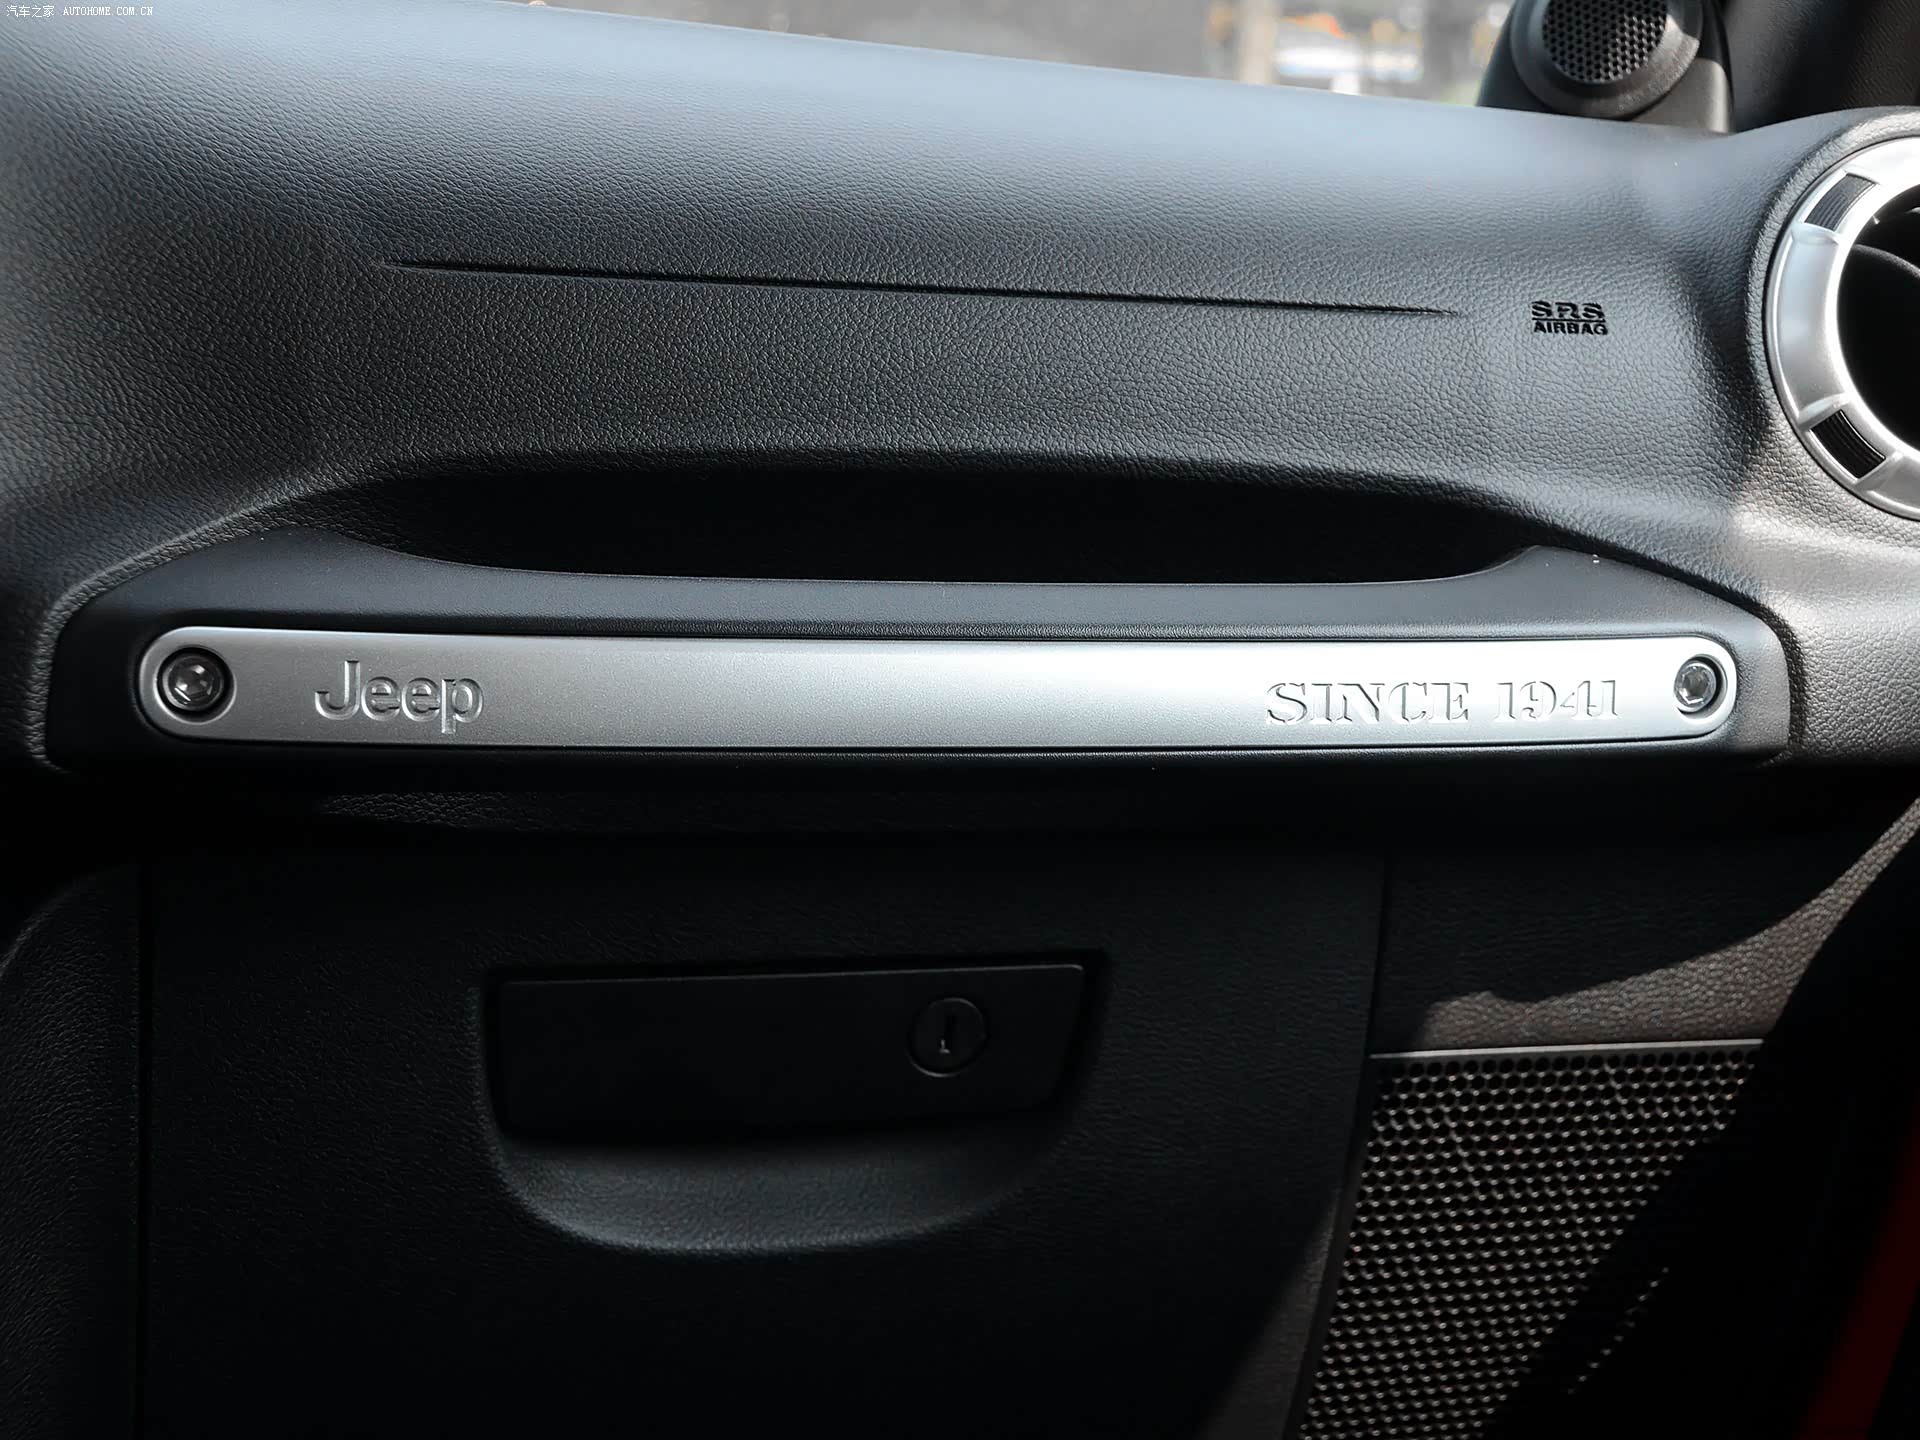 汽车之家 AUTOHOME.COM.CN
SRS
AIRBAG
Jeep SINCE 1941